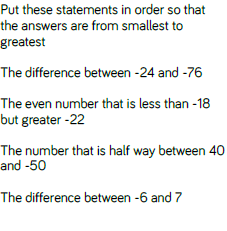 Put these statements in order so that
the answers are from smallest to
greatest
The difference between -24 and -76
The even number that is less than -18
but greater -22
The number that is half way between 40
and -50
The difference between -6 and 7